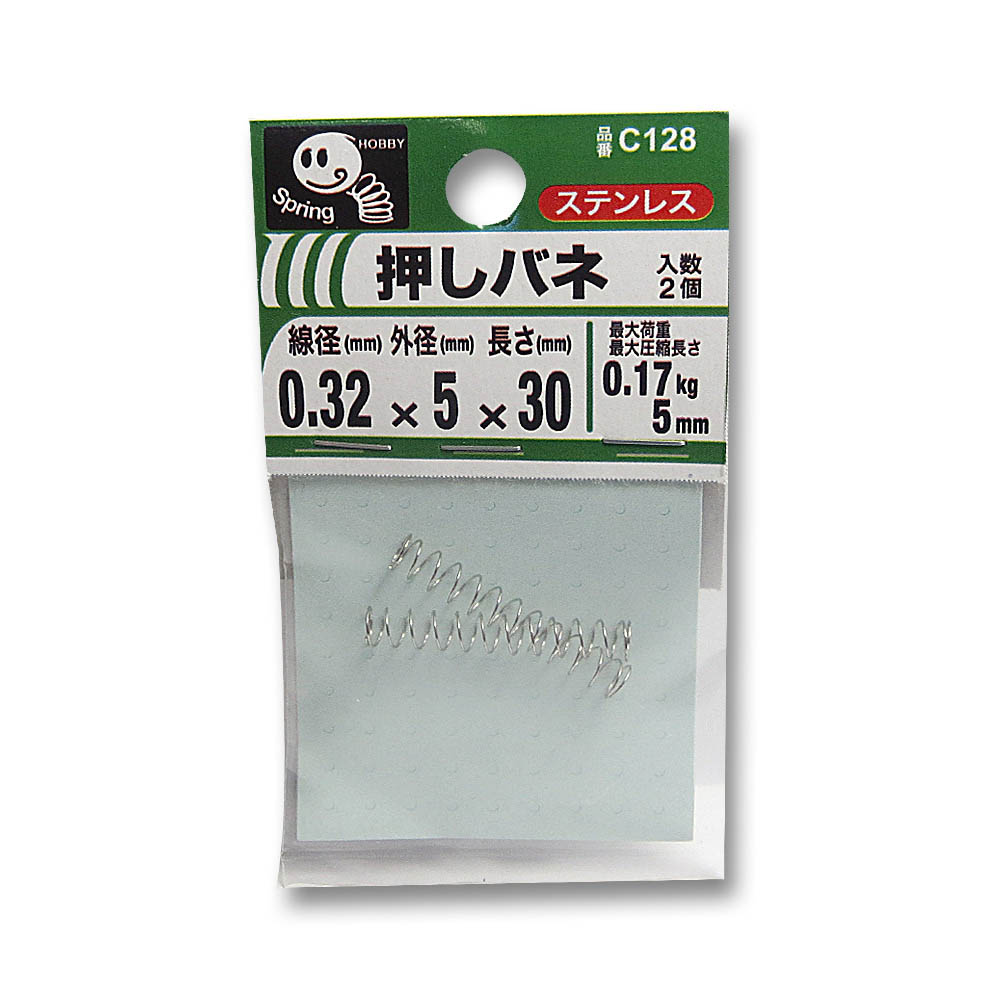 HOBBY
Spring
品番 C128
ステンレス
押しバネ
入数
2個
線径(mm) 外径(mm) 長さ(mm)
0.32 × 5 × 30
最大荷重
最大圧縮長さ
0.17kg
5mm